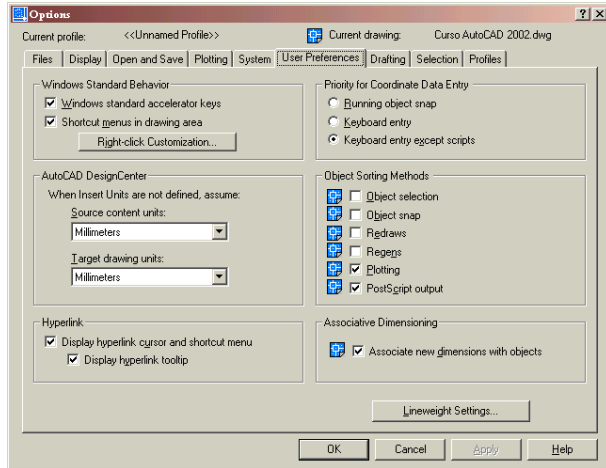 Options
Current profile: <<Unnamed Profile>> Current drawing: Curso AutoCAD 2002.dwg
Files Display Open and Save Plotting System User Preferences Drafting Selection Profiles
Windows Standard Behavior
Windows standard accelerator keys
Shortcut menus in drawing area
Right-click Customization...
Priority for Coordinate Data Entry
Running object snap
Keyboard entry
Keyboard entry except scripts
AutoCAD DesignCenter
When Insert Units are not defined, assume:
Source content units:
Millimeters
Target drawing units:
Millimeters
Object Sorting Methods
Object selection
Object snap
Redraws
Regens
Plotting
PostScript output
Hyperlink
Display hyperlink cursor and shortcut menu
Display hyperlink tooltip
Associative Dimensioning
Associate new dimensions with objects
Lineweight Settings...
OK Cancel Apply Help